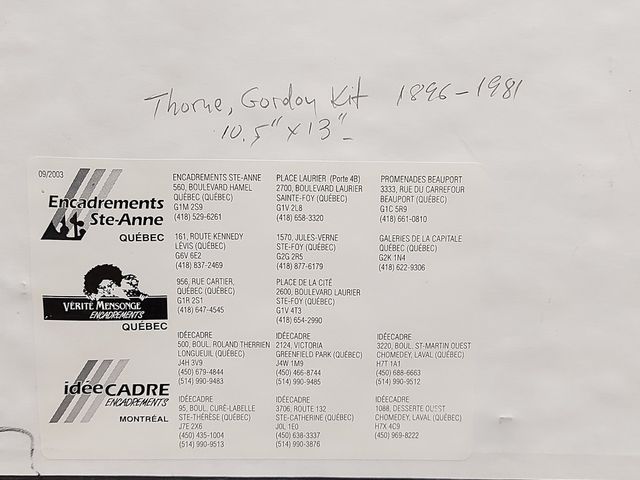 Thorne, Gordon Kit 1896-1981
10.5" x 13"
09/2003
Encadrements
Ste-Anne
QUÉBEC
ENCADREMENTS STE-ANNE
560, BOULEVARD HAMEL
QUÉBEC (QUÉBEC)
G1M 2S9
(418) 529-6261
PLACE LAURIER (Porte 4B)
2700, BOULEVARD LAURIER
SAINTE-FOY (QUÉBEC)
G1V 2L8
(418) 658-3320
PROMENADES BEAUPORT
3333, RUE DU CARREFOUR
BEAUPORT (QUÉBEC)
G1C 5R9
(418) 661-0810
161, ROUTE KENNEDY
LÉVIS (QUÉBEC)
G6V 6E2
(418) 837-2469
1570, JULES-VERNE
STE-FOY (QUÉBEC)
G2G 2R5
(418) 877-6179
GALERIES DE LA CAPITALE
QUÉBEC (QUÉBEC)
G2K 1N4
(418) 622-9306
VÉRITÉ MENSONGE
ENCADREMENTS
QUÉBEC
956, RUE CARTIER,
QUÉBEC (QUÉBEC)
G1R 2S1
(418) 647-4545
PLACE DE LA CITÉ
2600, BOULEVARD LAURIER
STE-FOY (QUÉBEC)
G1V 4T3
(418) 654-2990
idéeCADRE
ENCADREMENTS
MONTRÉAL
IDÉECADRE
500, BOUL. ROLAND THERRIEN
LONGUEUIL (QUÉBEC)
J4H 3V9
(450) 679-4844
(514) 990-9483
IDÉECADRE
2124, VICTORIA
GREENFIELD PARK (QUÉBEC)
J4W 1M9
(450) 466-8744
(514) 990-9485
IDÉECADRE
3220, BOUL. ST-MARTIN OUEST
CHOMEDEY, LAVAL (QUÉBEC)
H7T 1A1
(450) 688-6663
(514) 990-9512
IDÉECADRE
95, BOUL. CURÉ-LABELLE
STE-THÉRÈSE (QUÉBEC)
J7E 2X6
(450) 435-1004
(514) 990-9513
IDÉECADRE
3706, ROUTE 132
STE-CATHERINE (QUÉBEC)
J0L 1E0
(450) 638-3337
(514) 990-3876
IDÉECADRE
1088, DESSERTE OUEST
CHOMEDEY, LAVAL (QUÉBEC)
H7X 4C9
(450) 969-8222